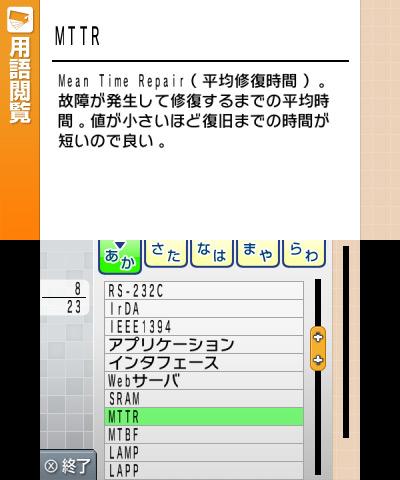 用語閲覧
MTTR
Mean Time Repair(平均修復時間)。
故障が発生して修復するまでの平均時
間。値が小さいほど復旧までの時間が
短いので良い。
あか
さた
なは
まや
らわ
8
23
RS-232C
IrDA
IEEE1394
アプリケーション
インタフェース
Webサーバ
SRAM
MTTR
MTBF
LAMP
LAPP
Ⓧ終了